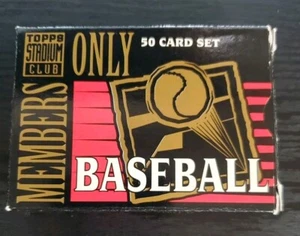 TOPPS
STADIUM
CLUB
MEMBERS
ONLY
50 CARD SET
BASEBALL